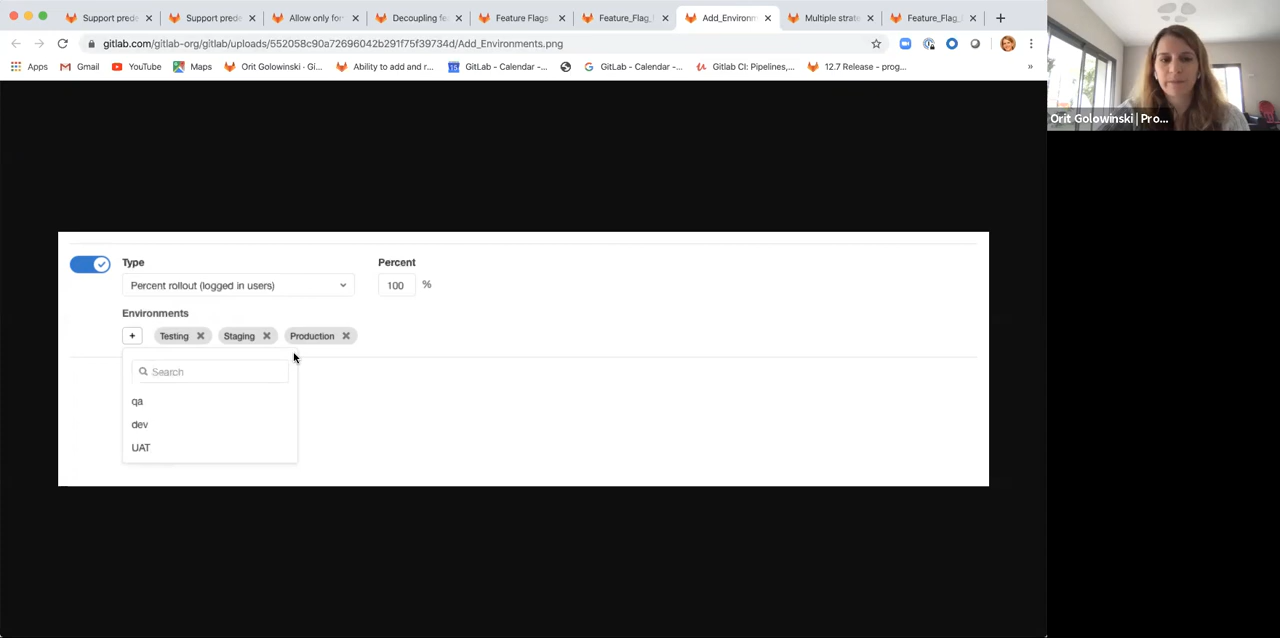 Support prede
Support prede
Allow only for
Decoupling fe
Feature Flags
Feature_Flag_
Add_Environm
Multiple strate
Feature_Flag_
gitlab.com/gitlab-org/gitlab/uploads/552058c90a72696042b291f75f39734d/Add_Environments.png
Apps
Gmail
YouTube
Maps
Orit Golowinski · Gi...
Ability to add and r...
GitLab - Calendar -...
GitLab - Calendar -...
Gitlab CI: Pipelines,...
12.7 Release - prog...
»
Orit Golowinski | Pro...
Type
Percent
Percent rollout (logged in users)
100 %
Environments
+ Testing Staging Production
Search
qa
dev
UAT